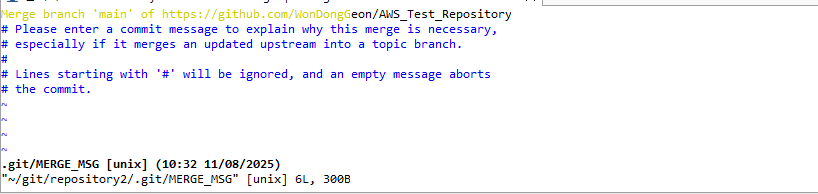 Merge branch 'main' of https://github.com/WonDongGeon/AWS_Test_Repository
# Please enter a commit message to explain why this merge is necessary,
# especially if it merges an updated upstream into a topic branch.
#
# Lines starting with '#' will be ignored, and an empty message aborts
# the commit.
~
~
~
~
.git/MERGE_MSG [unix] (10:32 11/08/2025)
"~/git/repository2/.git/MERGE_MSG" [unix] 6L, 300B